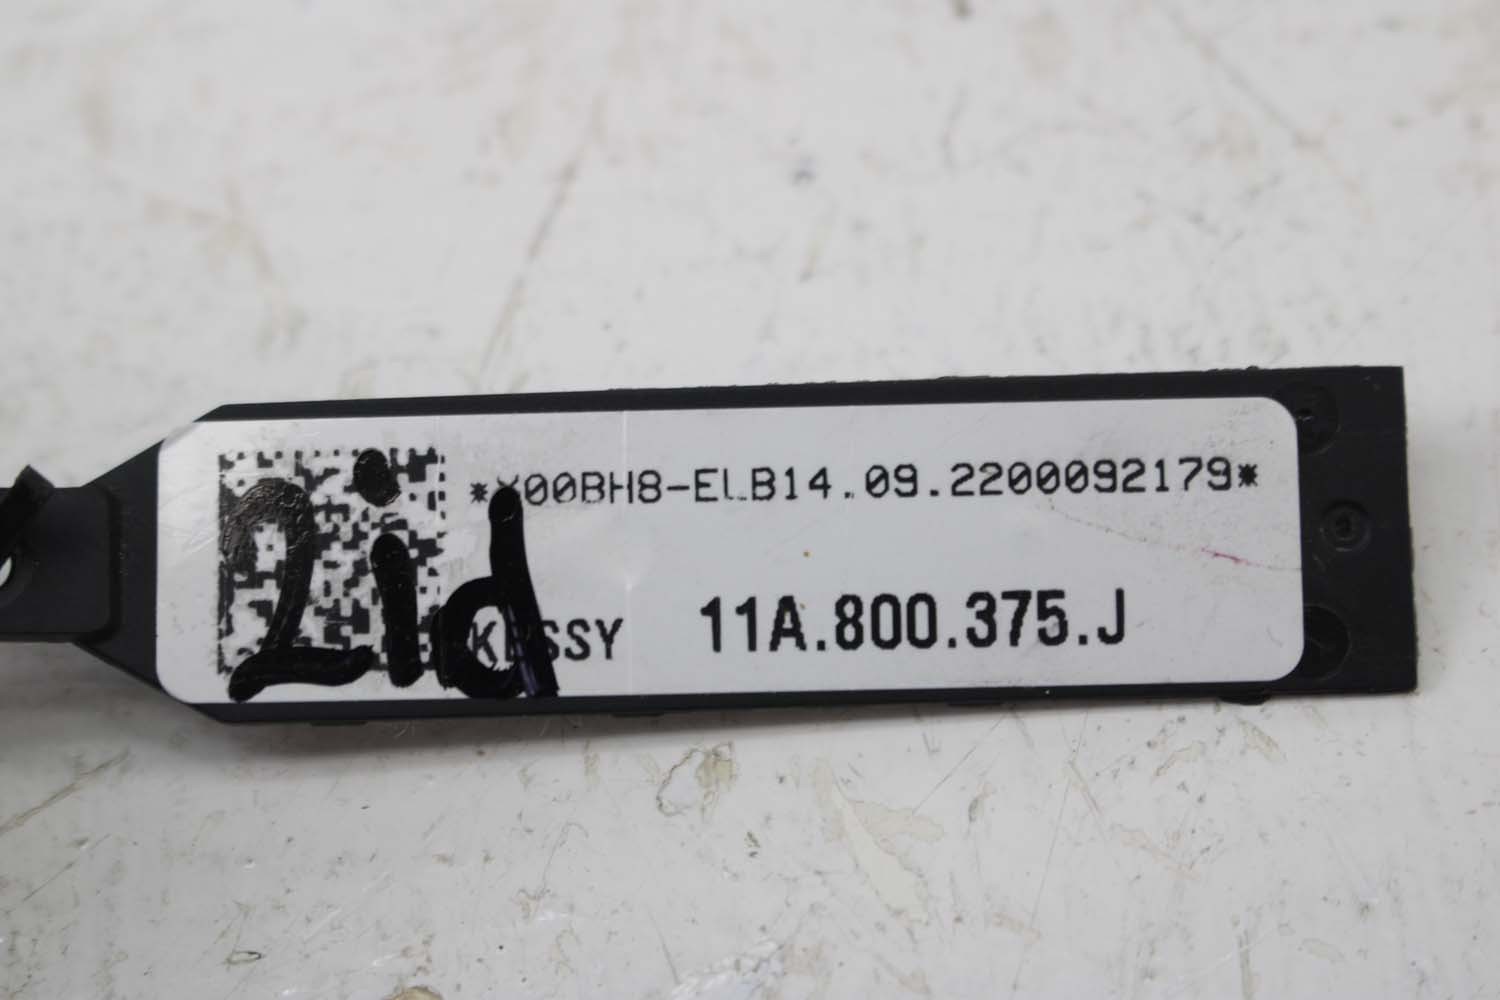 *X00BH8-ELB14.09.2200092179*
KESSY 11A.800.375.J
2id